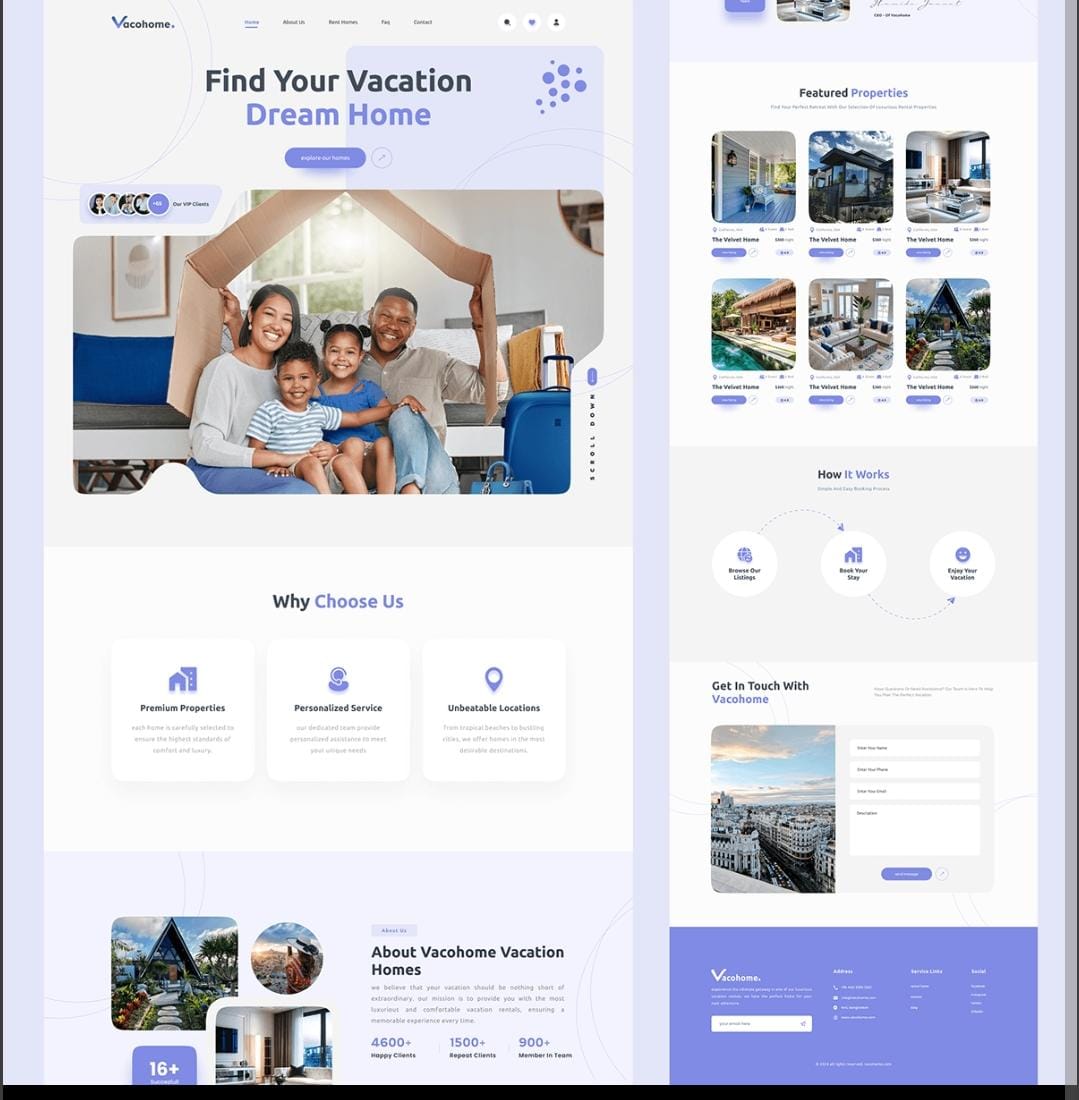 Vacohome.
Home About Us Rent Homes Faq Contact
Find Your Vacation
Dream Home
explore our homes
+65 Our VIP Clients
SCROLL DOWN
Why Choose Us
Premium Properties
each home is carefully selected to
ensure the highest standards of
comfort and luxury.
Personalized Service
our dedicated team provide
personalized assistance to meet
your unique needs
Unbeatable Locations
from tropical beaches to bustling
cities, we offer homes in the most
desirable destinations.
About Us
About Vacohome Vacation
Homes
we believe that your vacation should be nothing short of
extraordinary. our mission is to provide you with the most
luxurious and comfortable vacation rentals, ensuring a
memorable experience every time.
4600+ 1500+ 900+
Happy Clients Repeat Clients Member In Team
16+
CEO - Of Vacohome
Featured Properties
Find Your Perfect Retreat With Our Selection Of Luxurious Rental Properties
The Velvet Home The Velvet Home The Velvet Home
The Velvet Home The Velvet Home The Velvet Home
How It Works
Simple And Easy Booking Process
Browse Our
Listings
Book Your
Stay
Enjoy Your
Vacation
Get In Touch With
Vacohome
Have Questions Or Need Assistance? Our Team Is Here To Help
You Plan The Perfect Vacation.
Enter Your Name
Enter Your Phone
Enter Your Email
Description
send message
Vacohome.
your email here
Address
Service Links
Social
© 2024 all rights reserved. vacohome.com